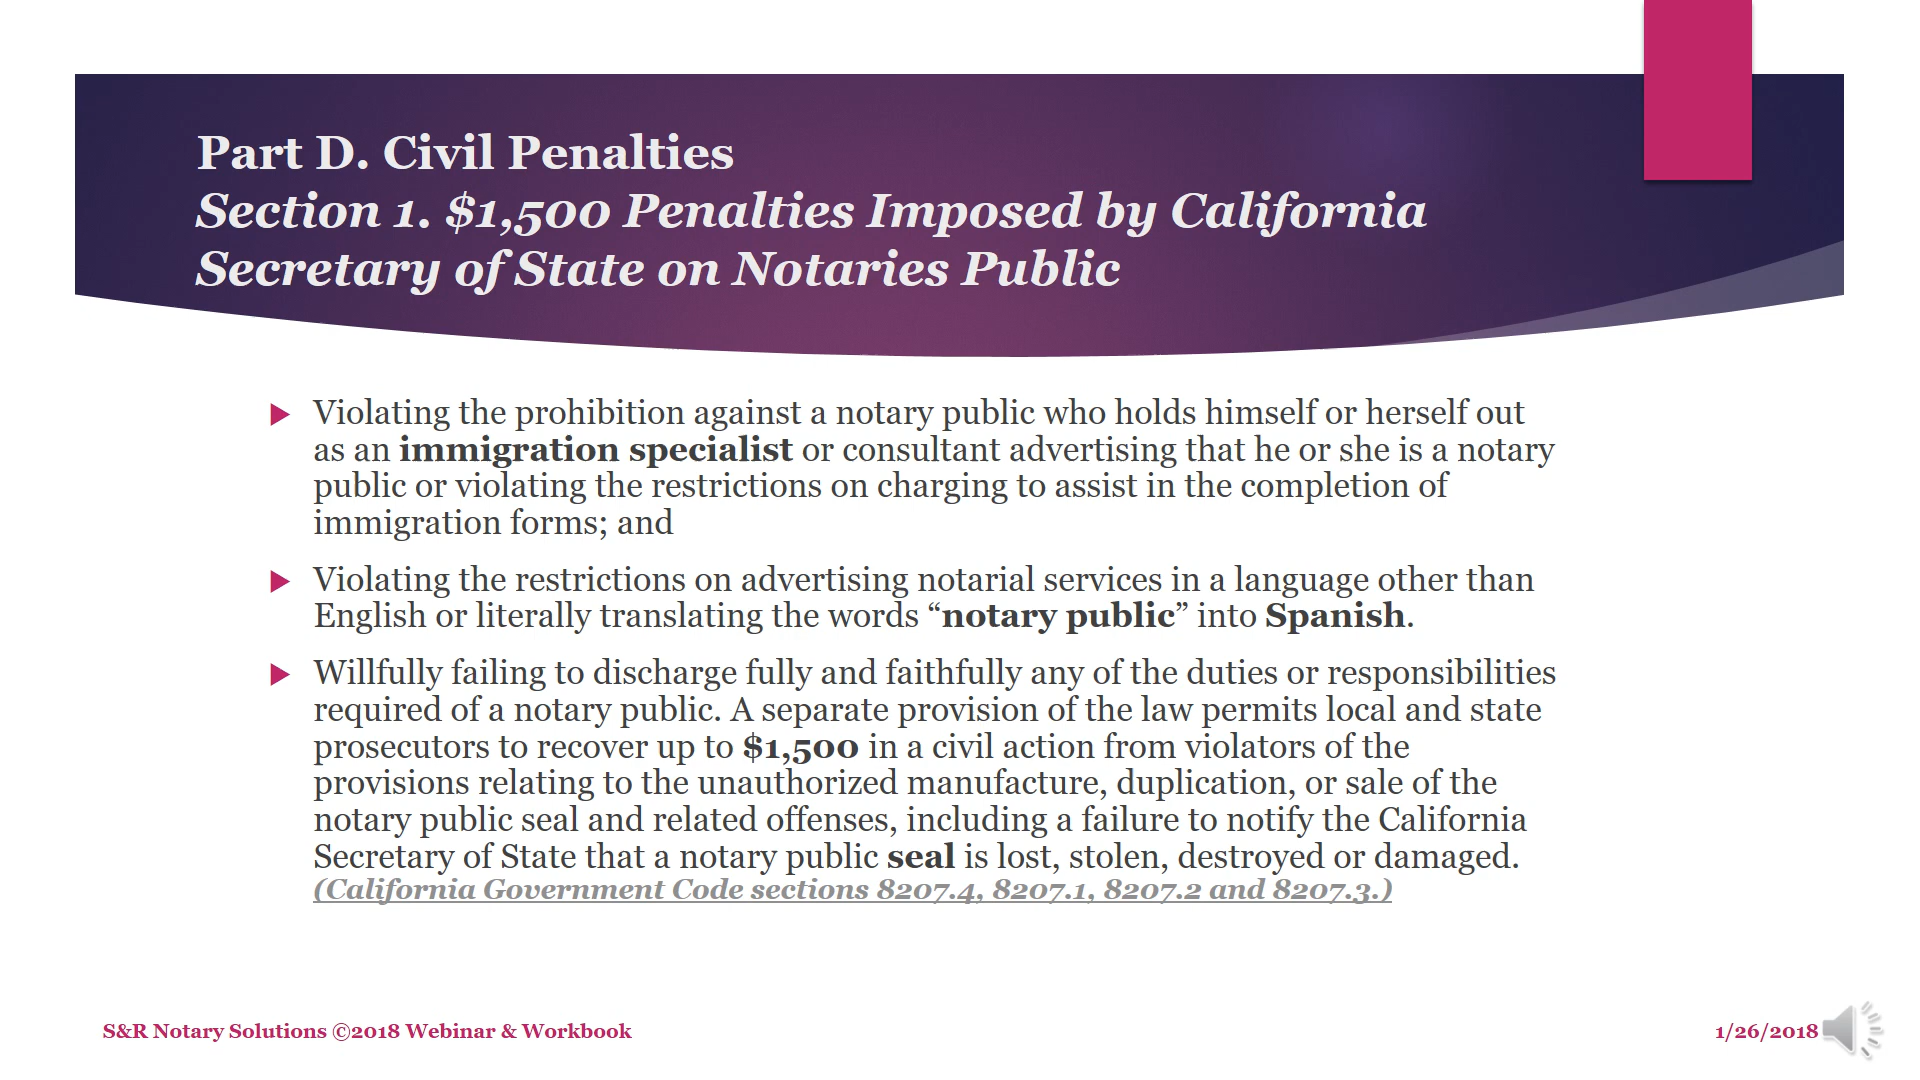 Part D. Civil Penalties
Section 1. $1,500 Penalties Imposed by California
Secretary of State on Notaries Public
Violating the prohibition against a notary public who holds himself or herself out
as an immigration specialist or consultant advertising that he or she is a notary
public or violating the restrictions on charging to assist in the completion of
immigration forms; and
Violating the restrictions on advertising notarial services in a language other than
English or literally translating the words “notary public” into Spanish.
Willfully failing to discharge fully and faithfully any of the duties or responsibilities
required of a notary public. A separate provision of the law permits local and state
prosecutors to recover up to $1,500 in a civil action from violators of the
provisions relating to the unauthorized manufacture, duplication, or sale of the
notary public seal and related offenses, including a failure to notify the California
Secretary of State that a notary public seal is lost, stolen, destroyed or damaged.
(California Government Code sections 8207.4, 8207.1, 8207.2 and 8207.3.)
S&R Notary Solutions ©2018 Webinar & Workbook
1/26/2018